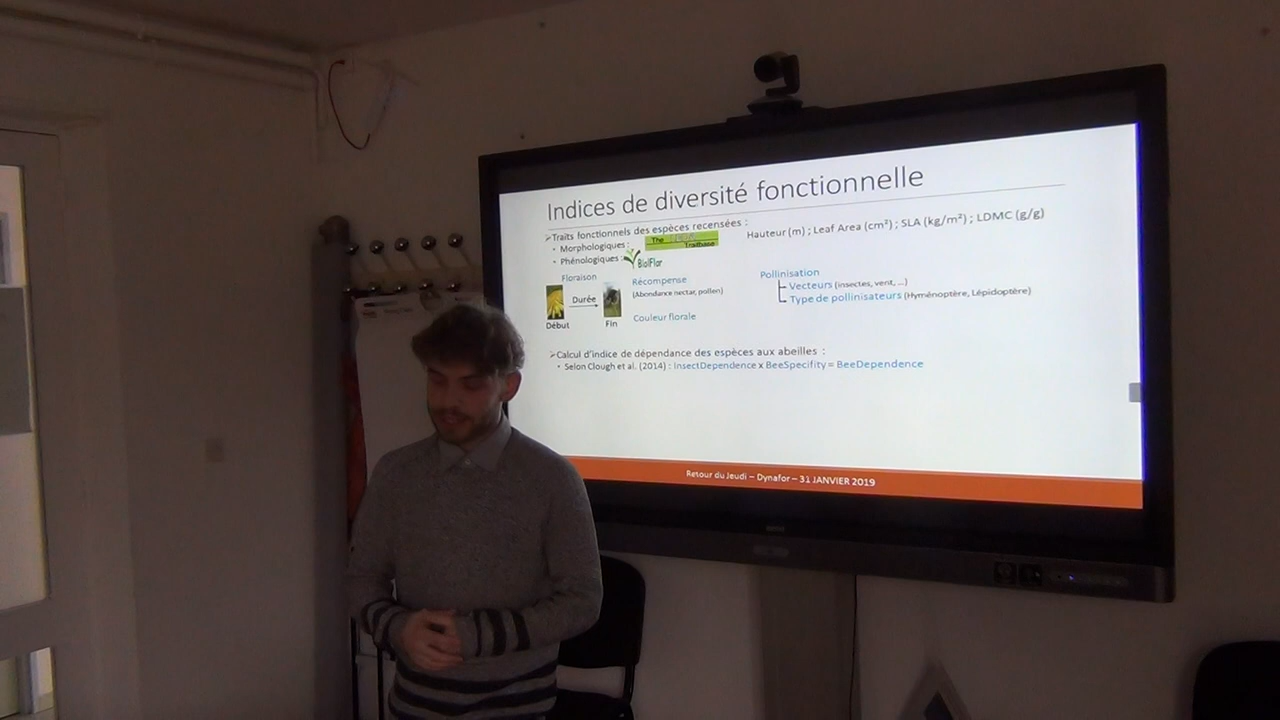 Indices de diversité fonctionnelle
➢Traits fonctionnels des espèces recensées :
• Morphologiques : The Traitbase
Hauteur (m) ; Leaf Area (cm²) ; SLA (kg/m²) ; LDMC (g/g)
• Phénologiques : BiolFlor
Floraison
Durée
Début
Fin
Récompense
(Abondance nectar, pollen)
Couleur florale
Pollinisation
Vecteurs (insectes, vent, ...)
Type de pollinisateurs (Hyménoptère, Lépidoptère)
➢Calcul d'indice de dépendance des espèces aux abeilles :
• Selon Clough et al. (2014) : InsectDependence x BeeSpecifity = BeeDependence
Retour du Jeudi – Dynafor – 31 JANVIER 2019